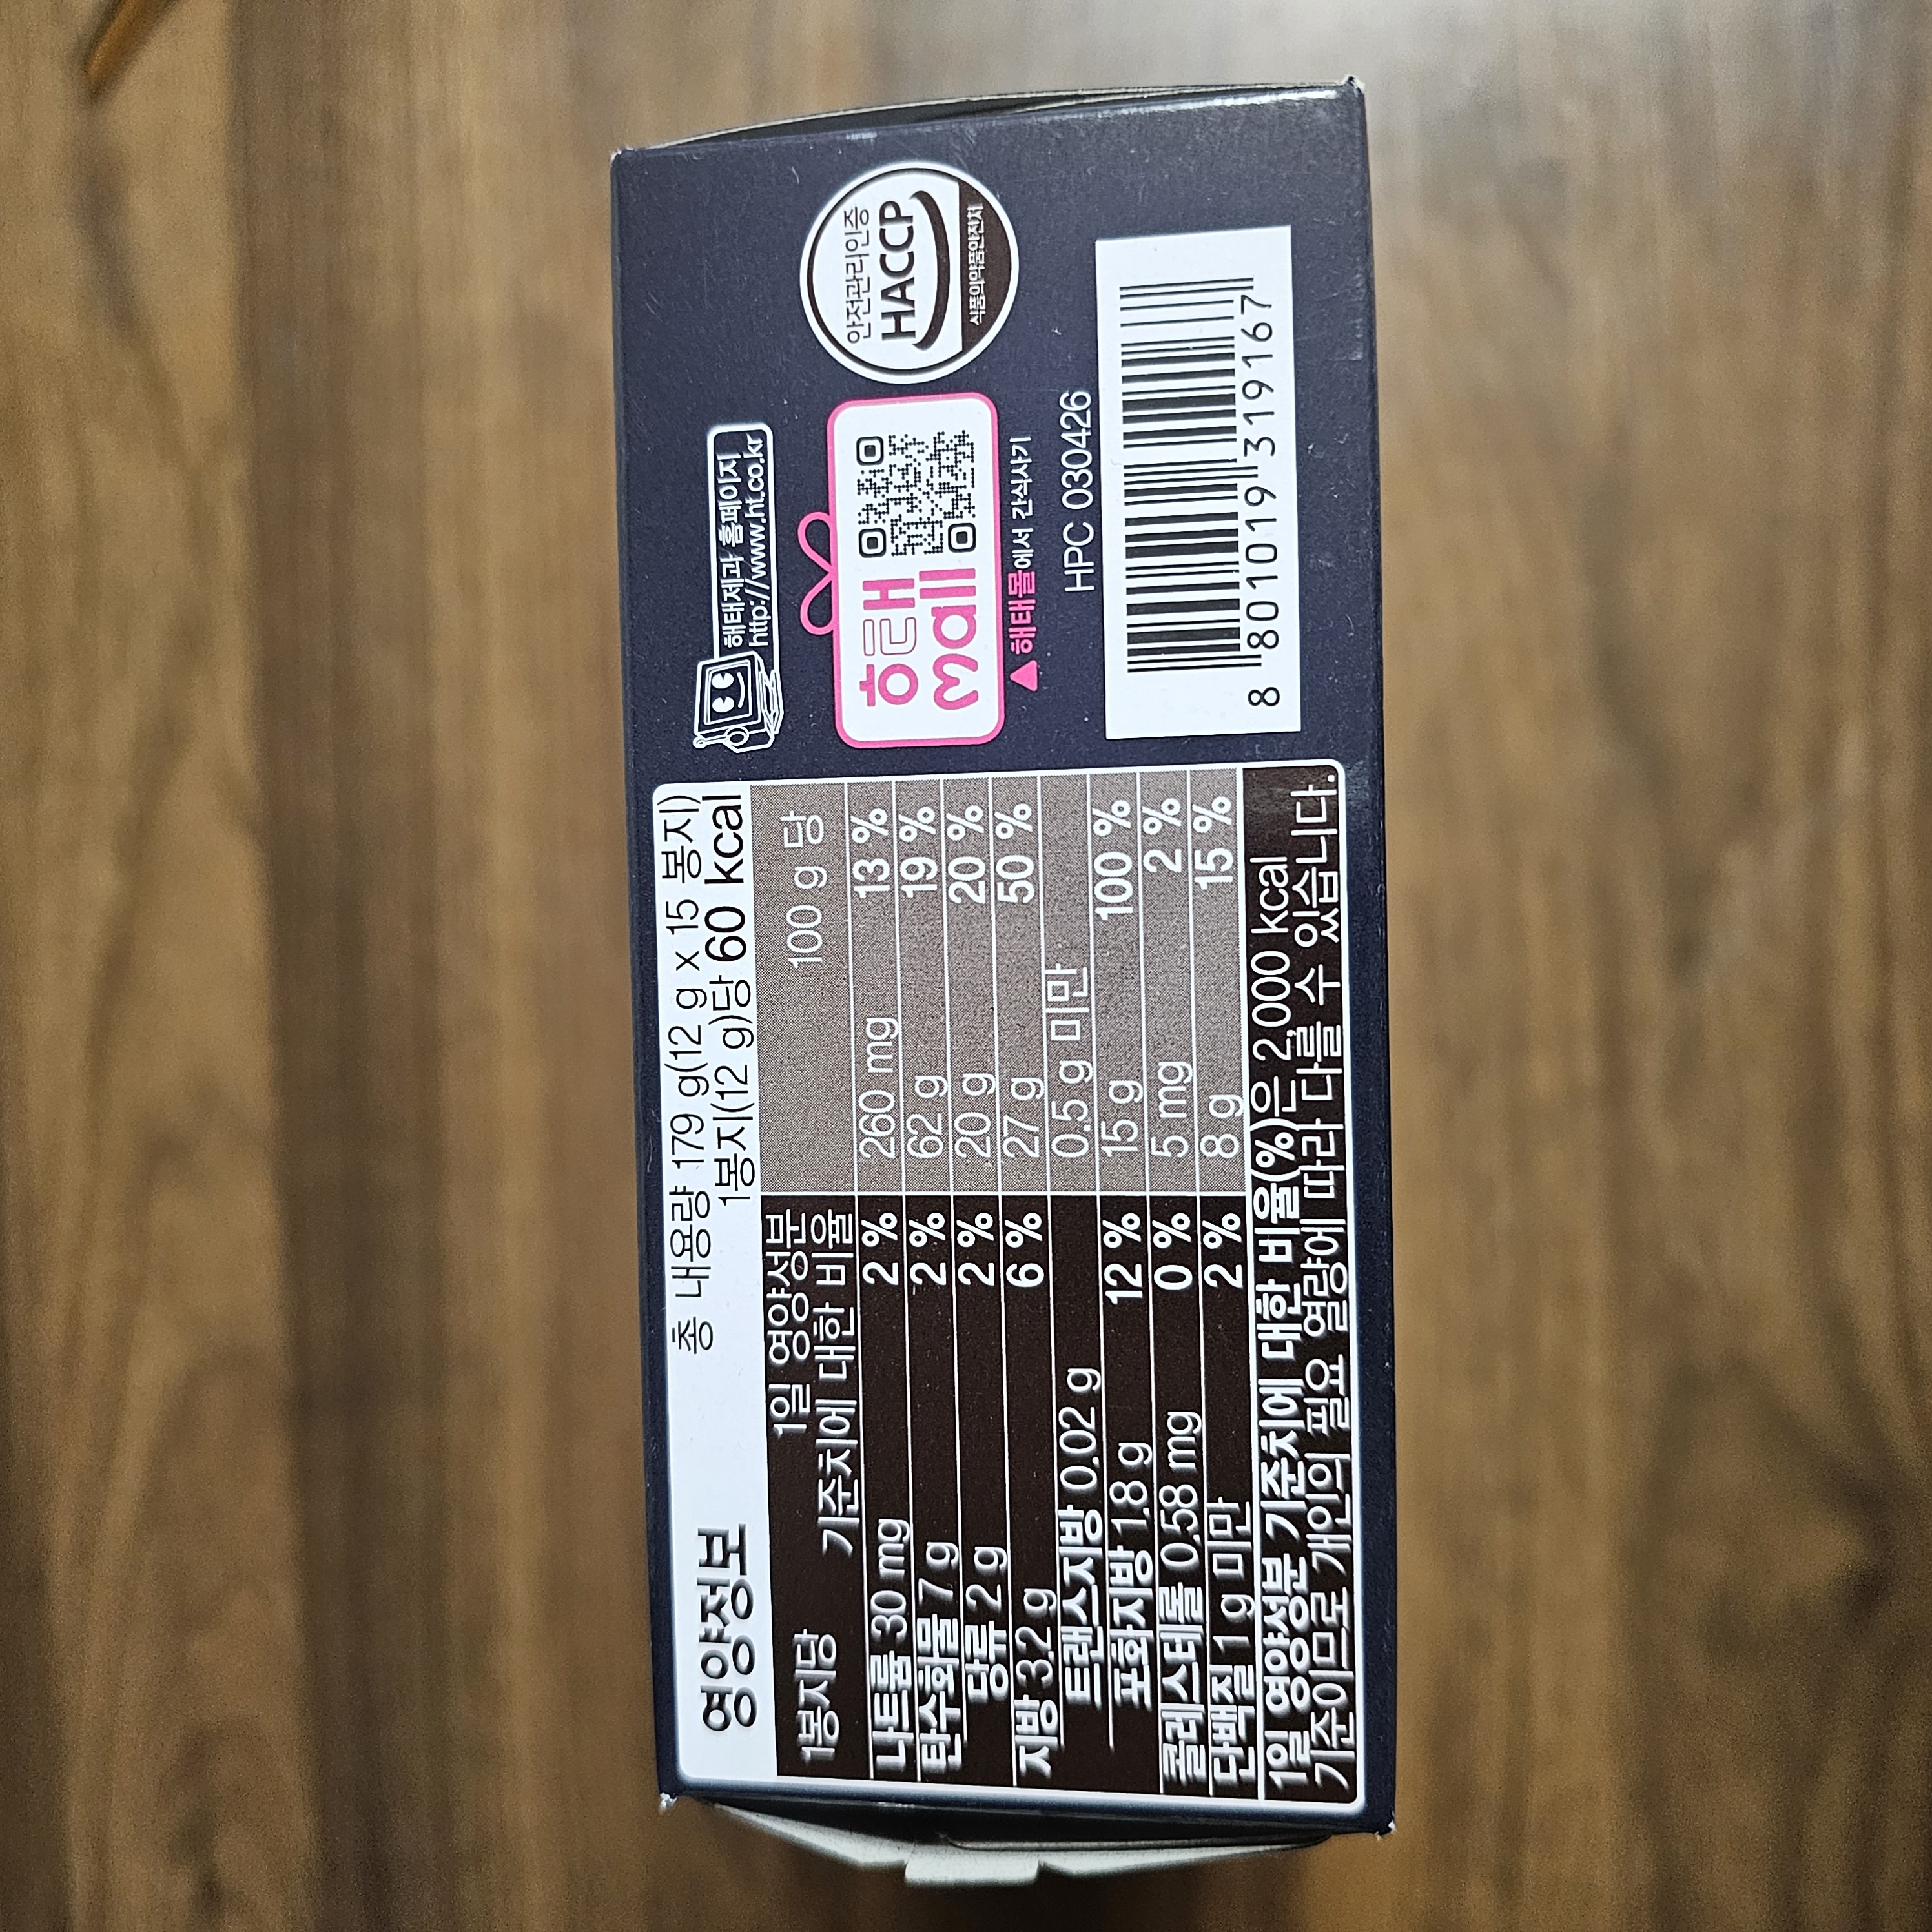 영양정보
총 내용량 179 g(12 g x 15 봉지)
1봉지(12 g)당 60 kcal
1봉지당 1일 영양성분 기준치에 대한 비율 100 g 당
나트륨 30 mg 2 % 260 mg 13 %
탄수화물 7 g 2 % 62 g 19 %
당류 2 g 2 % 20 g 20 %
지방 3.2 g 6 % 27 g 50 %
트랜스지방 0.02 g 0.5 g 미만
포화지방 1.8 g 12 % 15 g 100 %
콜레스테롤 0.58 mg 0 % 5 mg 2 %
단백질 1 g 미만 2 % 8 g 15 %
1일 영양성분 기준치에 대한 비율(%)은 2,000 kcal
기준이므로 개인의 필요 열량에 따라 다를 수 있습니다.
해태제과 홈페이지
http://www.ht.co.kr
해태
mall
▲해태몰에서 간식사기
안전관리인증
HACCP
식품의약품안전처
HPC 030426
8 801019 319167